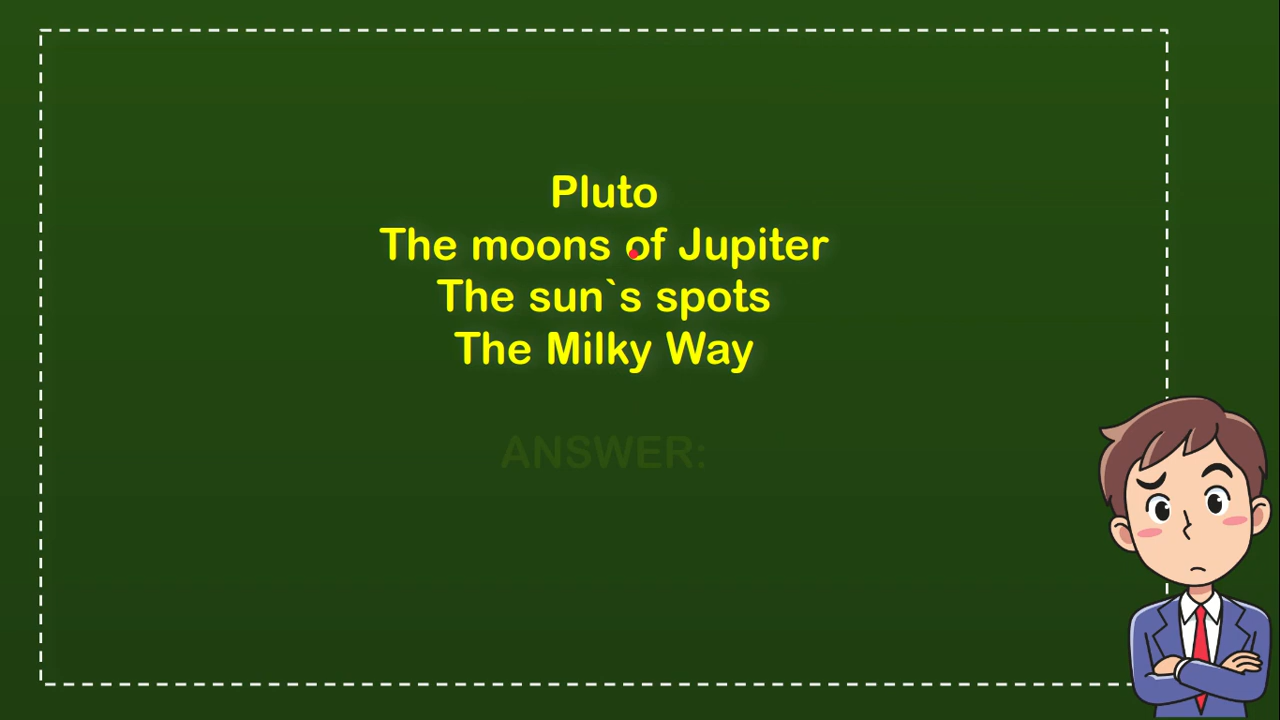 Pluto
The moons of Jupiter
The sun`s spots
The Milky Way
ANSWER: